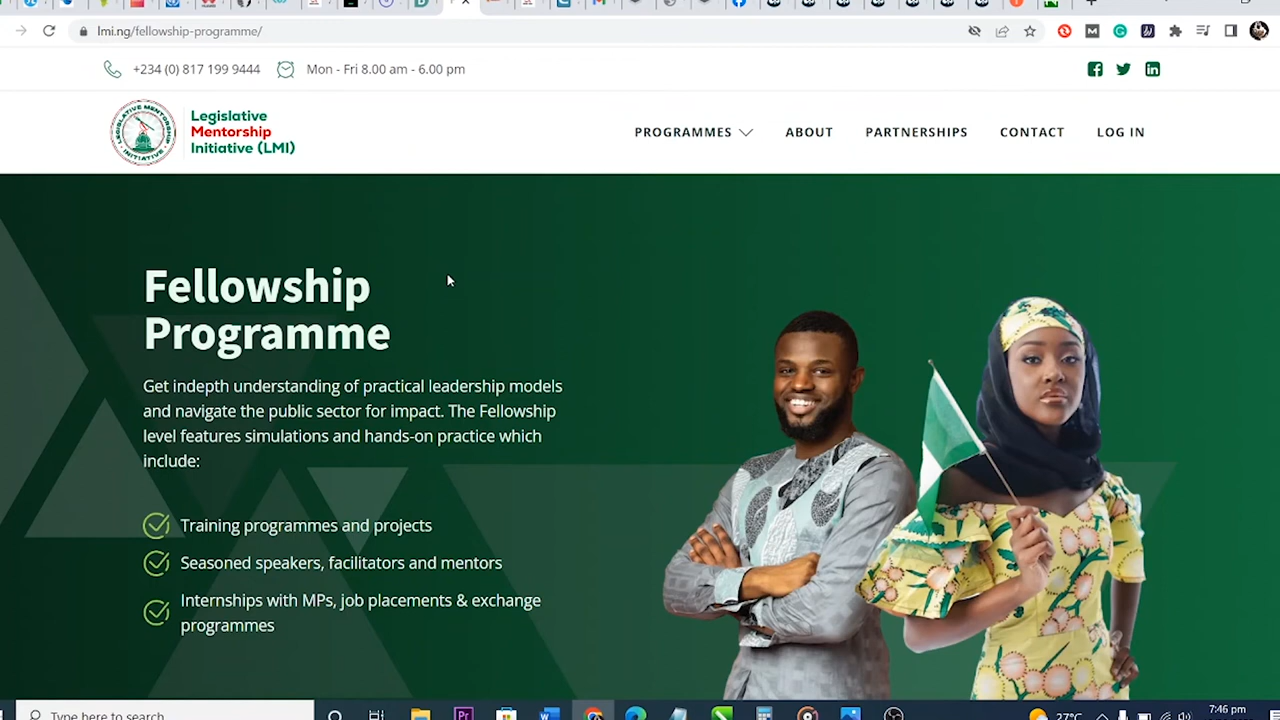 lmi.ng/fellowship-programme/
+234 (0) 817 199 9444 Mon - Fri 8.00 am - 6.00 pm
LEGISLATIVE MENTORSHIP INITIATIVE
Legislative
Mentorship
Initiative (LMI)
PROGRAMMES ABOUT PARTNERSHIPS CONTACT LOG IN
Fellowship
Programme
Get indepth understanding of practical leadership models
and navigate the public sector for impact. The Fellowship
level features simulations and hands-on practice which
include:
Training programmes and projects
Seasoned speakers, facilitators and mentors
Internships with MPs, job placements & exchange
programmes
Type here to search
27°C
7:46 pm